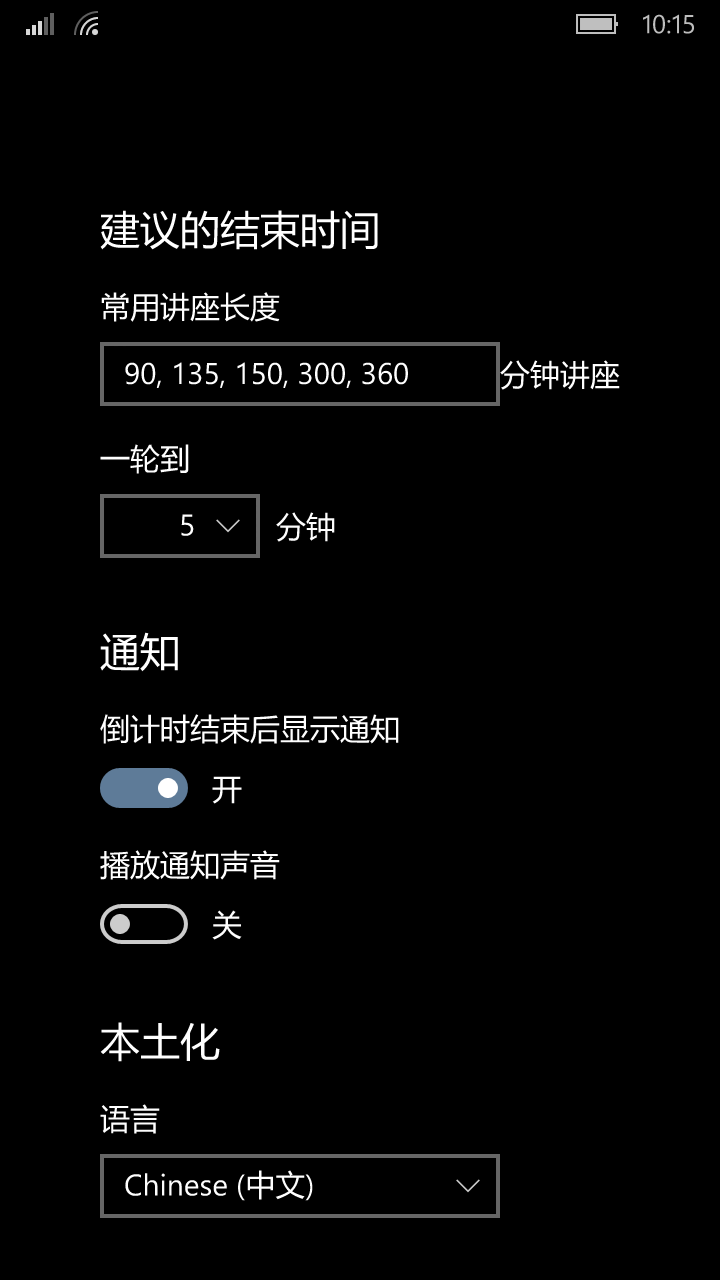 10:15
建议的结束时间
常用讲座长度
90, 135, 150, 300, 360 分钟讲座
一轮到
5 分钟
通知
倒计时结束后显示通知
开
播放通知声音
关
本土化
语言
Chinese (中文)